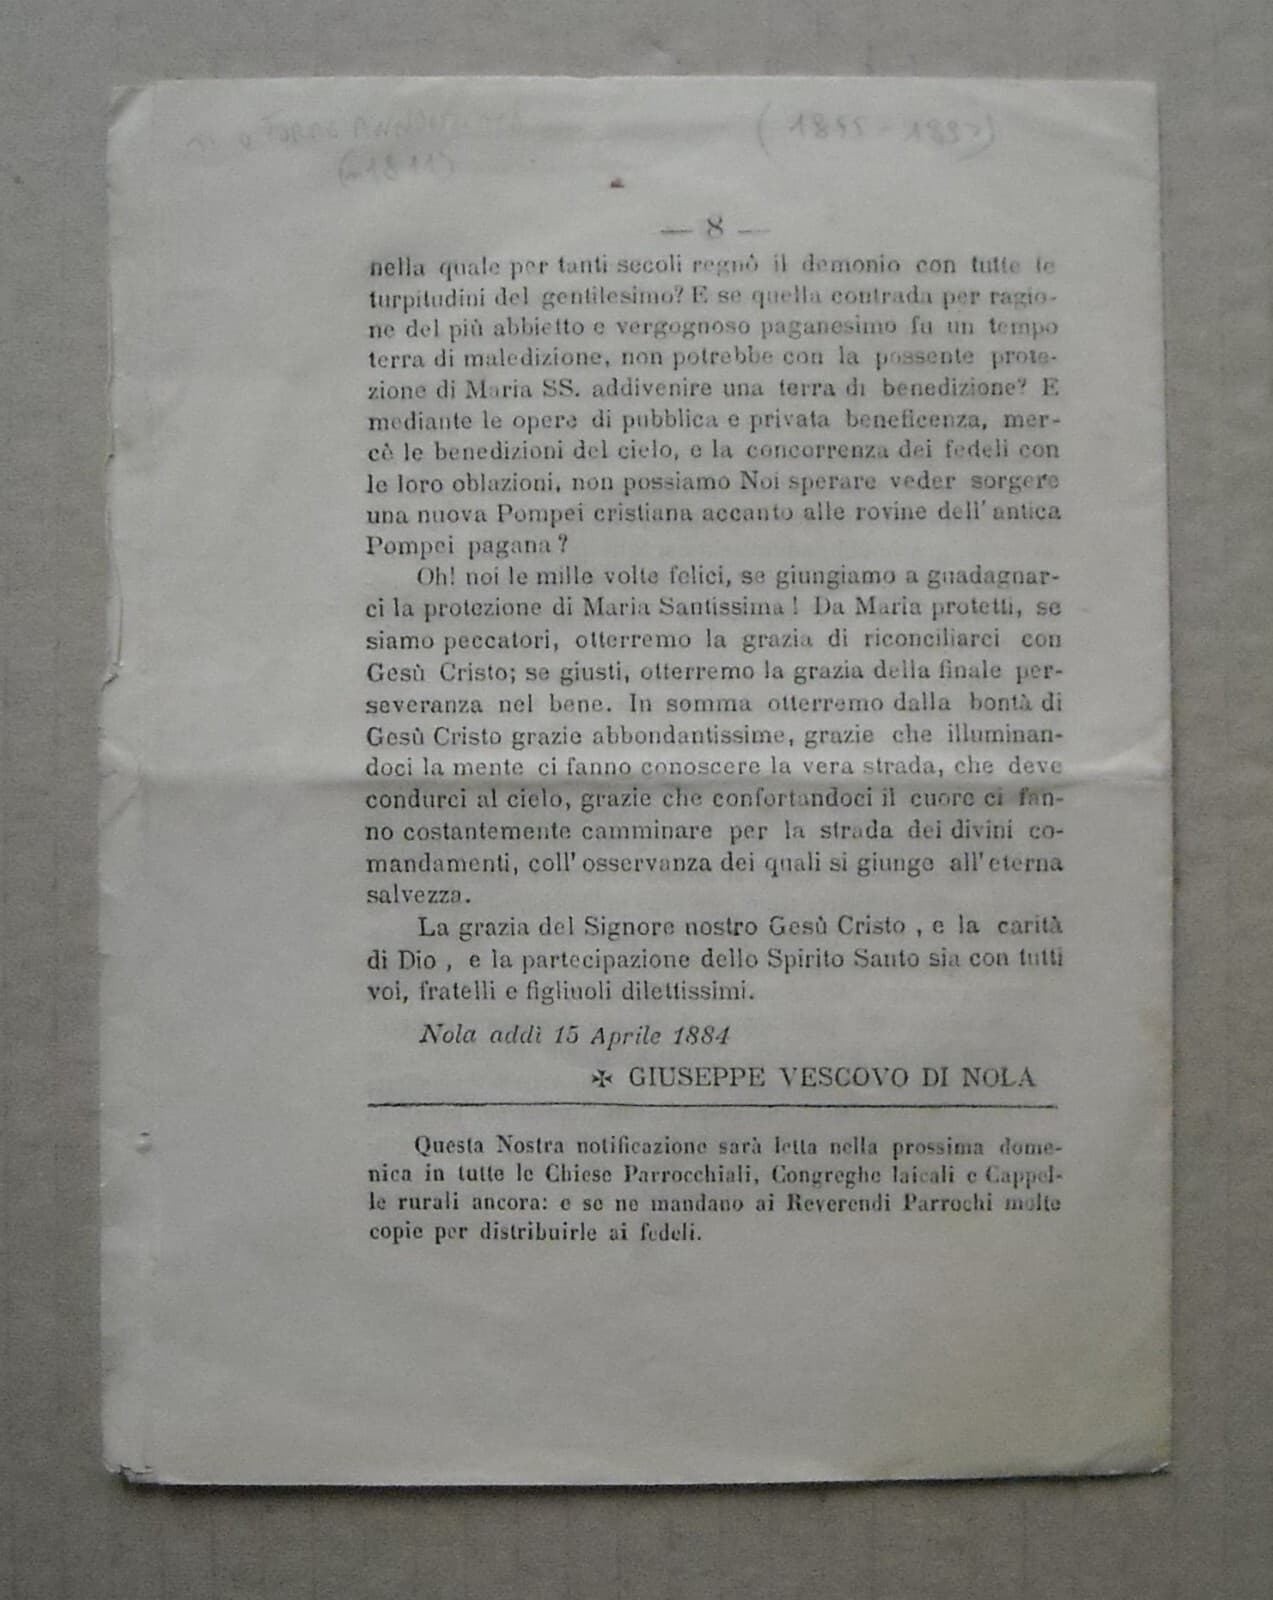 — 8 —
nella quale per tanti secoli regnò il demonio con tutte le
turpitudini del gentilesimo? E se quella contrada per ragio-
ne del più abbietto e vergognoso paganesimo fu un tempo
terra di maledizione, non potrebbe con la possente prote-
zione di Maria SS. addivenire una terra di benedizione? E
mediante le opere di pubblica e privata beneficenza, mer-
cè le benedizioni del cielo, e la concorrenza dei fedeli con
le loro oblazioni, non possiamo Noi sperare veder sorgere
una nuova Pompei cristiana accanto alle rovine dell' antica
Pompei pagana?
Oh! noi le mille volte felici, se giungiamo a guadagnar-
ci la protezione di Maria Santissima! Da Maria protetti, se
siamo peccatori, otterremo la grazia di riconciliarci con
Gesù Cristo; se giusti, otterremo la grazia della finale per-
severanza nel bene. In somma otterremo dalla bontà di
Gesù Cristo grazie abbondantissime, grazie che illuminan-
doci la mente ci fanno conoscere la vera strada, che deve
condurci al cielo, grazie che confortandoci il cuore ci fan-
no costantemente camminare per la strada dei divini co-
mandamenti, coll' osservanza dei quali si giunge all' eterna
salvezza.
La grazia del Signore nostro Gesù Cristo , e la carità
di Dio , e la partecipazione dello Spirito Santo sia con tutti
voi, fratelli e figliuoli dilettissimi.
Nola addì 15 Aprile 1884
✠ GIUSEPPE VESCOVO DI NOLA
Questa Nostra notificazione sarà letta nella prossima dome-
nica in tutte le Chiese Parrocchiali, Congreghe laicali e Cappel-
le rurali ancora: e se ne mandano ai Reverendi Parrochi molte
copie per distribuirle ai fedeli.